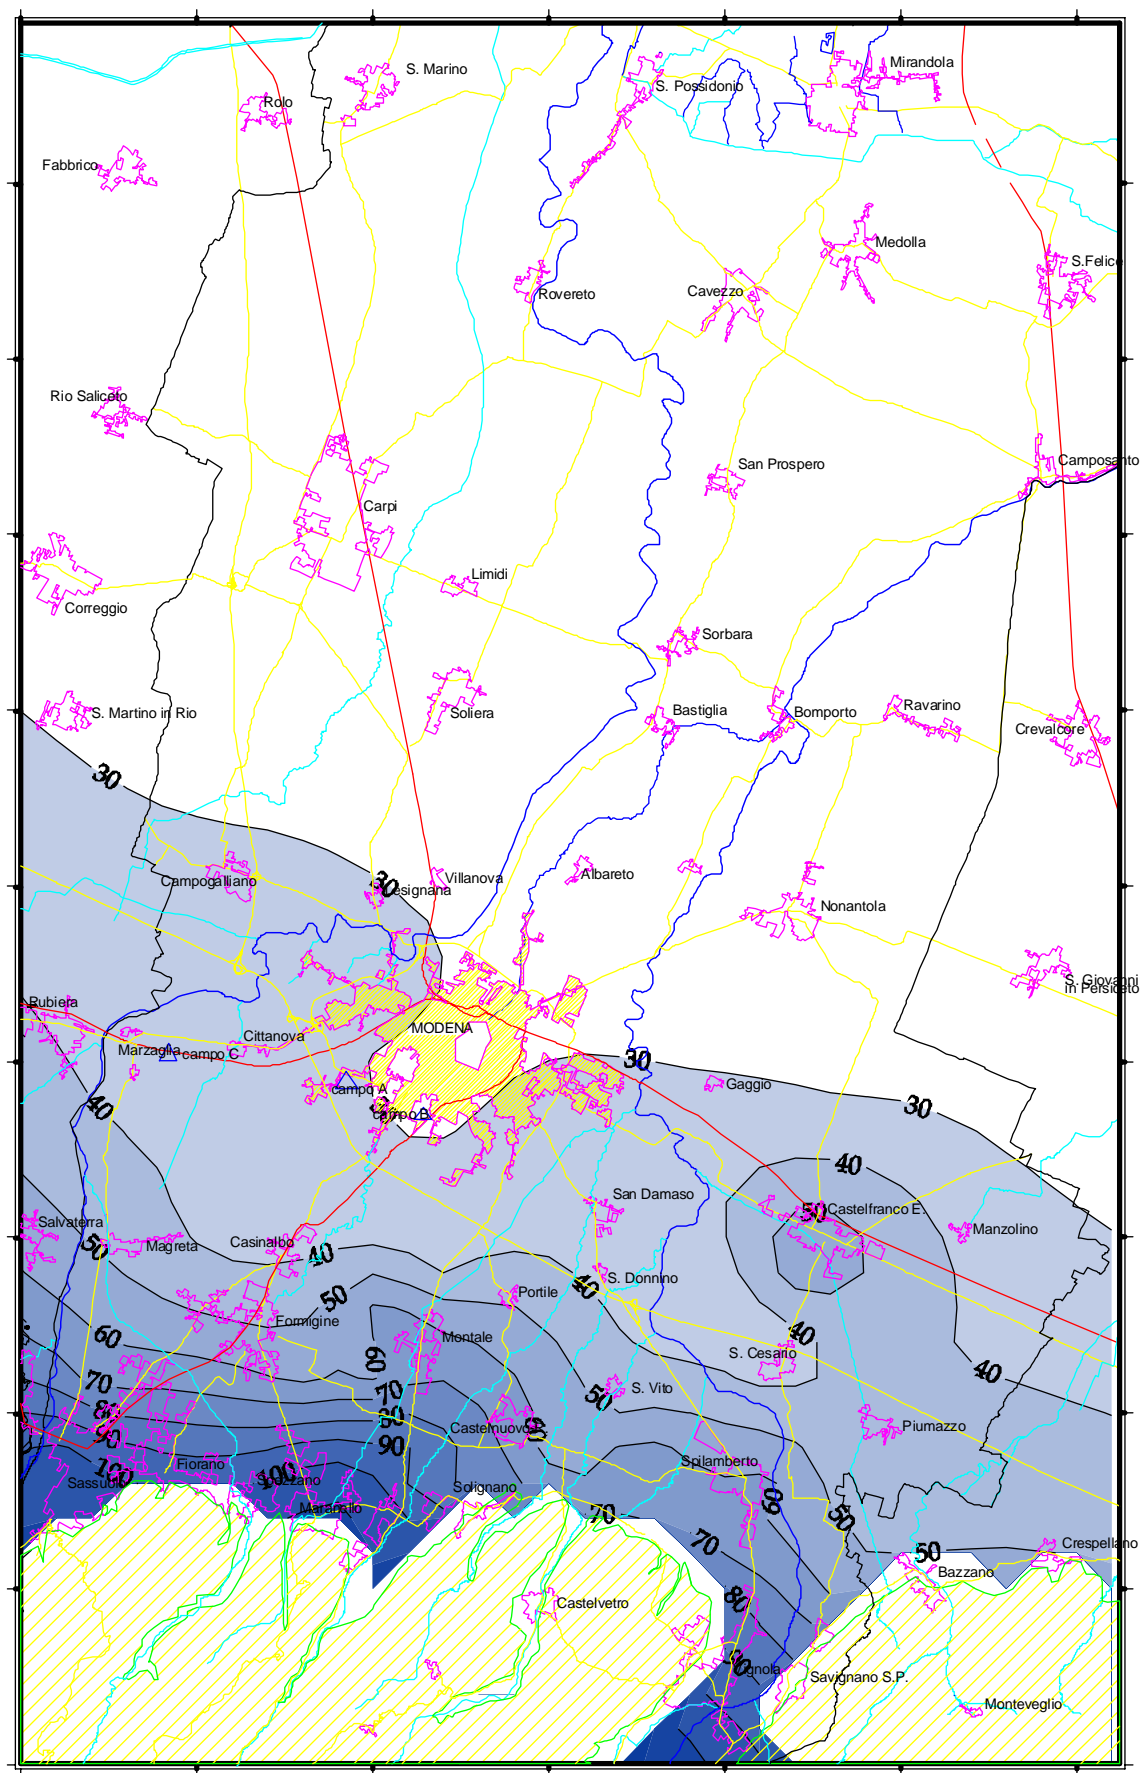 S. Marino
Mirandola
S. Possidonio
Rolo
Fabbrico
Medolla
S.Felice
Rovereto
Cavezzo
Rio Saliceto
Camposanto
San Prospero
Carpi
Limidi
Correggio
Sorbara
S. Martino in Rio
Soliera
Bastiglia
Bomporto
Ravarino
Crevalcore
30
Campogalliano
30
Villanova
Albareto
Nonantola
S. Giovanni
in Persiceto
Rubiera
MODENA
Cittanova
Marzaglia
campo C
30
Gaggio
campo A
campo B
40
30
40
Salvaterra
San Damaso
50
Castelfranco E.
Manzolino
50
Magreta
Casinalbo
40
40
S. Donnino
Portile
50
Formigine
60
Montale
40
S. Cesario
60
40
70
70
S. Vito
50
80
80
Castelnuovo R.
60
Piumazzo
90
90
Spilamberto
Fiorano
100
100
Sassuolo
Spezzano
Solignano
60
Maranello
70
50
70
50
Crespellano
Bazzano
80
Castelvetro
90
Vignola
Savignano S.P.
Monteveglio